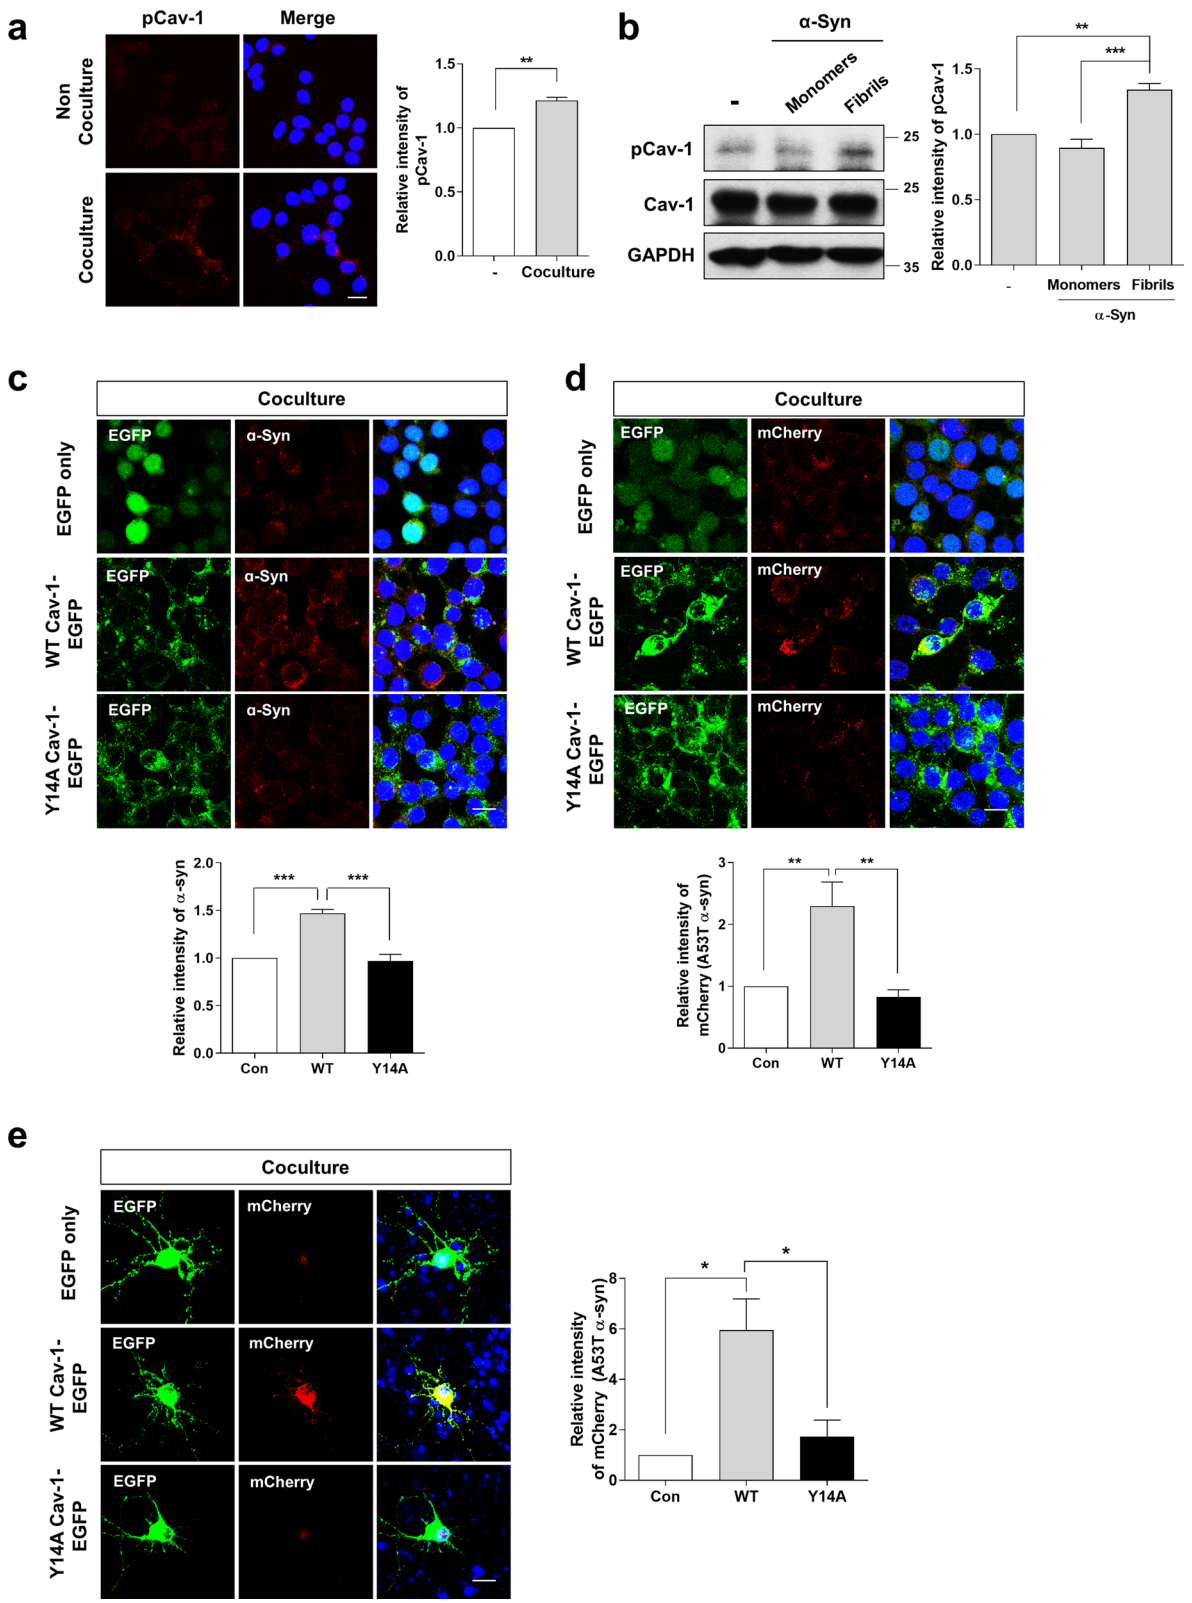 a
pCav-1
Merge
Non
Coculture
Coculture
Relative intensity of
pCav-1
1.5
1.0
0.5
0.0
**
-
Coculture
b
α-Syn
-
Monomers
Fibrils
pCav-1
25
Cav-1
25
GAPDH
35
Relative intensity of pCav-1
1.5
1.0
0.5
0.0
**
***
-
Monomers
Fibrils
α-Syn
c
Coculture
EGFP only
EGFP
α-Syn
WT Cav-1-
EGFP
EGFP
α-Syn
Y14A Cav-1-
EGFP
EGFP
α-Syn
Relative intensity of α-syn
2.0
1.5
1.0
0.5
0.0
***
***
Con
WT
Y14A
d
Coculture
EGFP only
EGFP
mCherry
WT Cav-1-
EGFP
EGFP
mCherry
Y14A Cav-1-
EGFP
EGFP
mCherry
Relative intensity of
mCherry (A53T α-syn)
3
2
1
0
**
**
Con
WT
Y14A
e
Coculture
EGFP only
EGFP
mCherry
WT Cav-1-
EGFP
EGFP
mCherry
Y14A Cav-1-
EGFP
EGFP
mCherry
Relative intensity
of mCherry (A53T α-syn)
8
6
4
2
0
*
*
Con
WT
Y14A